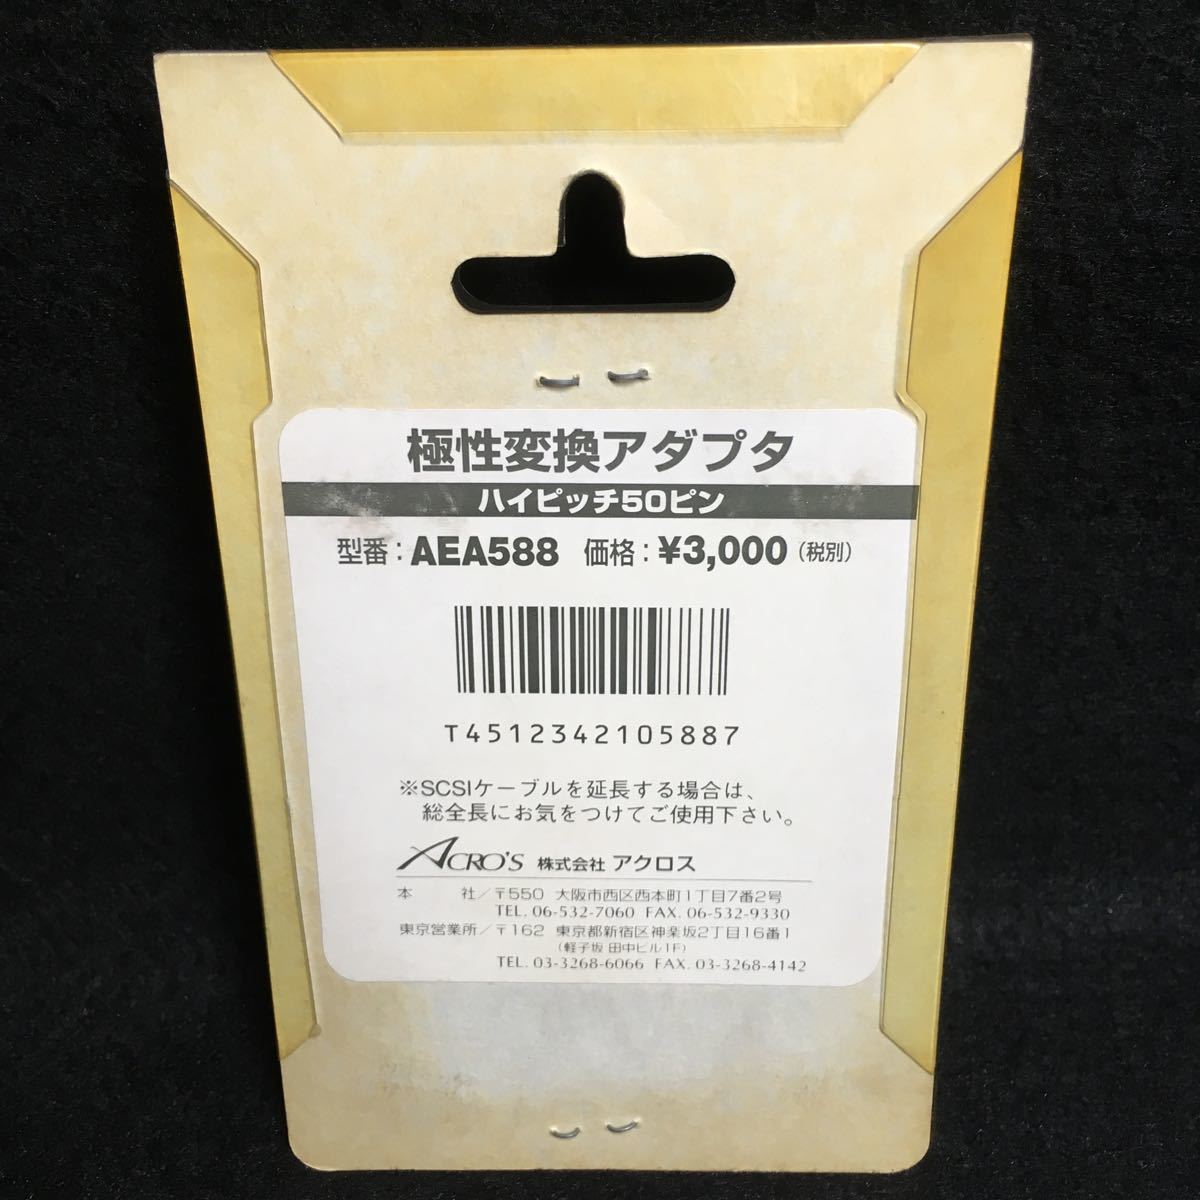 極性変換アダプタ
ハイピッチ50ピン
型番：AEA588 価格：¥3,000（税別）
T4512342105887
※SCSIケーブルを延長する場合は、
総全長にお気をつけてご使用下さい。
ACRO'S 株式会社 アクロス
本　社／〒550 大阪市西区西本町1丁目7番2号
TEL. 06-532-7060 FAX. 06-532-9330
東京営業所／〒162 東京都新宿区神楽坂2丁目16番1
（軽子坂 田中ビル1F）
TEL. 03-3268-6066 FAX. 03-3268-4142